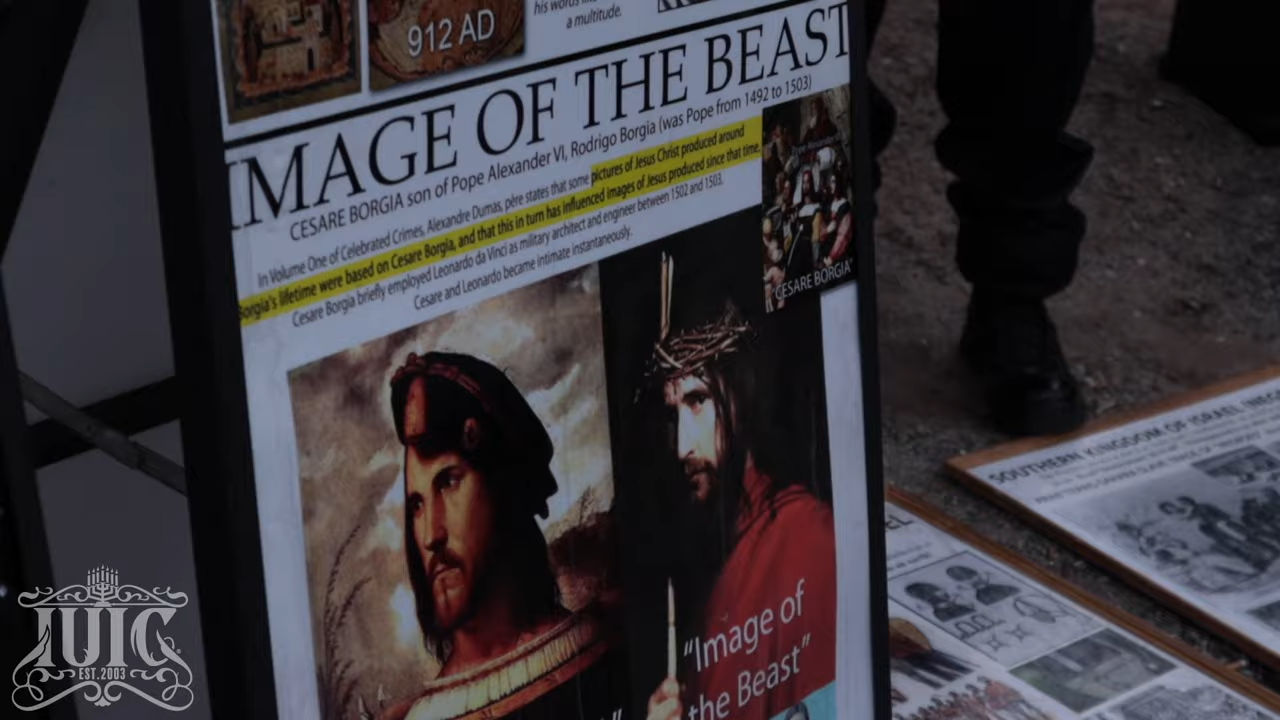 912 AD
his words
a multitude.
IMAGE OF THE BEAST
CESARE BORGIA son of Pope Alexander VI, Rodrigo Borgia (was Pope from 1492 to 1503)
In Volume One of Celebrated Crimes, Alexandre Dumas, père states that some pictures of Jesus Christ produced around
Borgia's lifetime were based on Cesare Borgia, and that this in turn has influenced images of Jesus produced since that time.
Cesare Borgia briefly employed Leonardo da Vinci as military architect and engineer between 1502 and 1503.
Cesare and Leonardo became intimate instantaneously.
CESARE BORGIA
"Image of
the Beast"
SOUTHERN KINGDOM OF ISRAEL
IUIC
EST. 2003